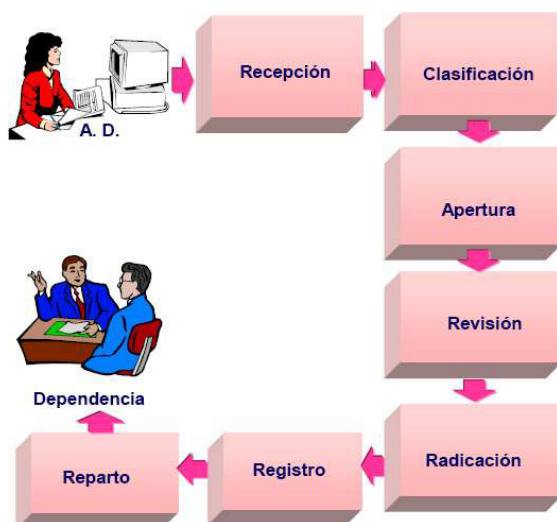 A. D.
Recepción
Clasificación
Apertura
Revisión
Radicación
Registro
Reparto
Dependencia